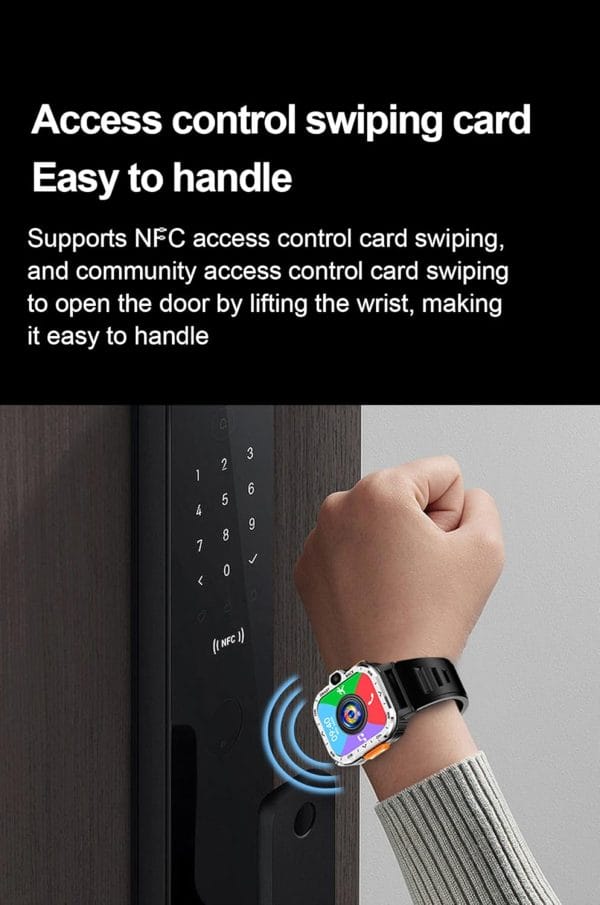 Access control swiping card
Easy to handle
Supports NFC access control card swiping,
and community access control card swiping
to open the door by lifting the wrist, making
it easy to handle
1 2 3
4 5 6
7 8 9
< 0 ✓
((NFC))
09:40